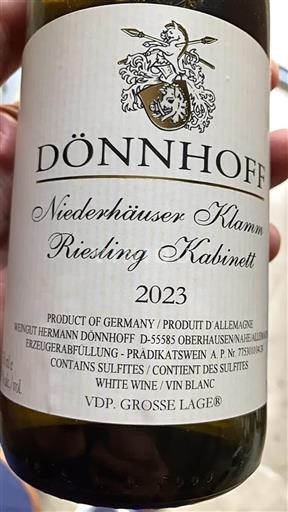 DÖNNHOFF
Niederhäuser Klamm
Riesling Kabinett
2023
PRODUCT OF GERMANY / PRODUIT D'ALLEMAGNE
WEINGUT HERMANN DÖNNHOFF D-55585 OBERHAUSEN/NAHE/ALLEMAGNE
ERZEUGERABFÜLLUNG - PRÄDIKATSWEIN A. P. Nr.
CONTAINS SULFITES / CONTIENT DES SULFITES
WHITE WINE / VIN BLANC
VDP. GROSSE LAGE®